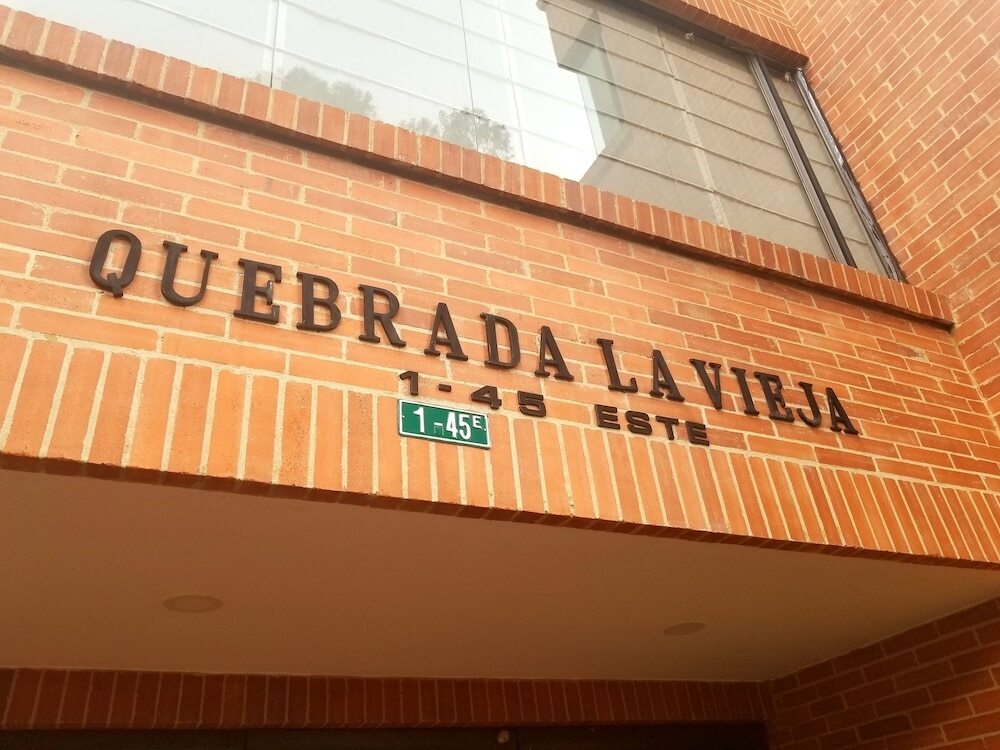 QUEBRADA LA VIEJA
1-45 ESTE
1-45E